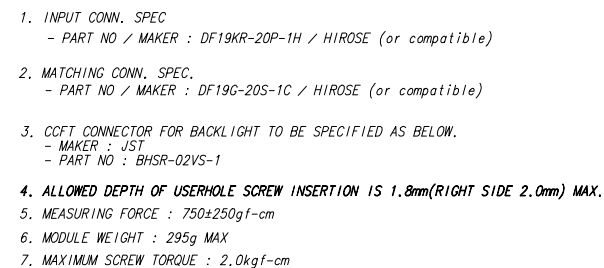 1. INPUT CONN. SPEC
- PART NO / MAKER : DF19KR-20P-1H / HIROSE (or compatible)
2. MATCHING CONN. SPEC.
- PART NO / MAKER : DF19G-20S-1C / HIROSE (or compatible)
3. CCFT CONNECTOR FOR BACKLIGHT TO BE SPECIFIED AS BELOW.
- MAKER : JST
- PART NO : BHSR-02VS-1
4. ALLOWED DEPTH OF USERHOLE SCREW INSERTION IS 1.8mm(RIGHT SIDE 2.0mm) MAX.
5. MEASURING FORCE : 750±250gf-cm
6. MODULE WEIGHT : 295g MAX
7. MAXIMUM SCREW TORQUE : 2.0kgf-cm